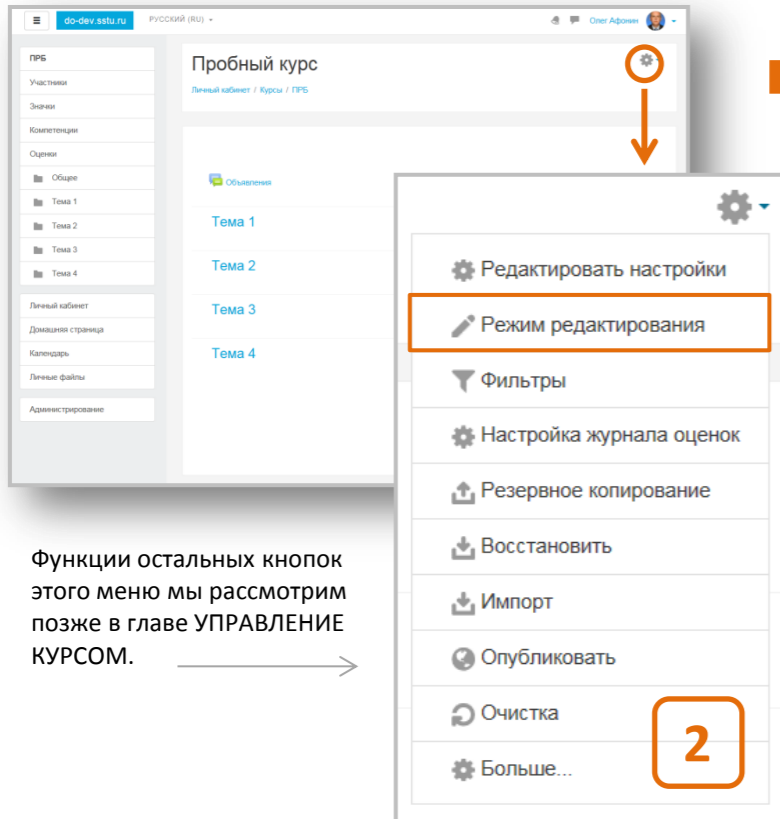 do-dev.sstu.ru РУССКИЙ (RU) Олег Афонин
ПРБ
Участники
Значки
Компетенции
Оценки
Общее
Тема 1
Тема 2
Тема 3
Тема 4
Личный кабинет
Домашняя страница
Календарь
Личные файлы
Администрирование
Пробный курс
Личный кабинет / Курсы / ПРБ
Объявления
Тема 1
Тема 2
Тема 3
Тема 4
Редактировать настройки
Режим редактирования
Фильтры
Настройка журнала оценок
Резервное копирование
Восстановить
Импорт
Опубликовать
Очистка
Больше...
2
Функции остальных кнопок
этого меню мы рассмотрим
позже в главе УПРАВЛЕНИЕ
КУРСОМ.